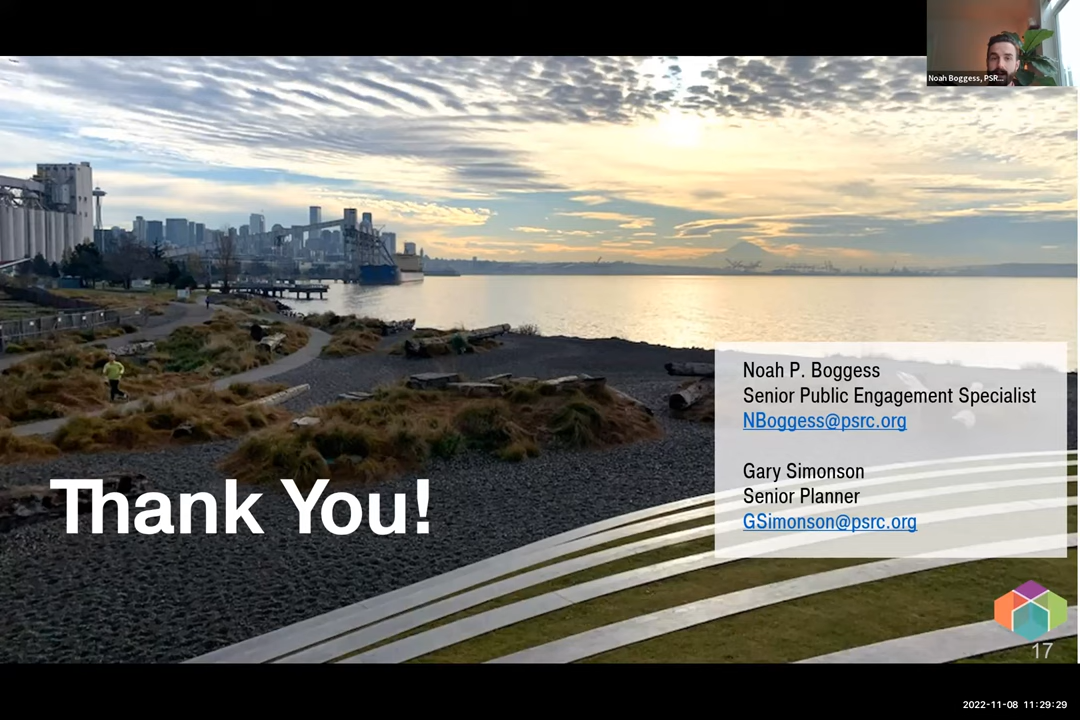 Noah Boggess, PSR...
Noah P. Boggess
Senior Public Engagement Specialist
NBoggess@psrc.org
Gary Simonson
Senior Planner
GSimonson@psrc.org
Thank You!
17
2022-11-08 11:29:29